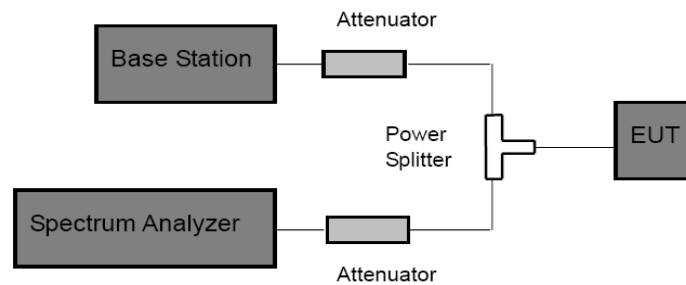 Attenuator
Base Station
Power
Splitter
EUT
Spectrum Analyzer
Attenuator